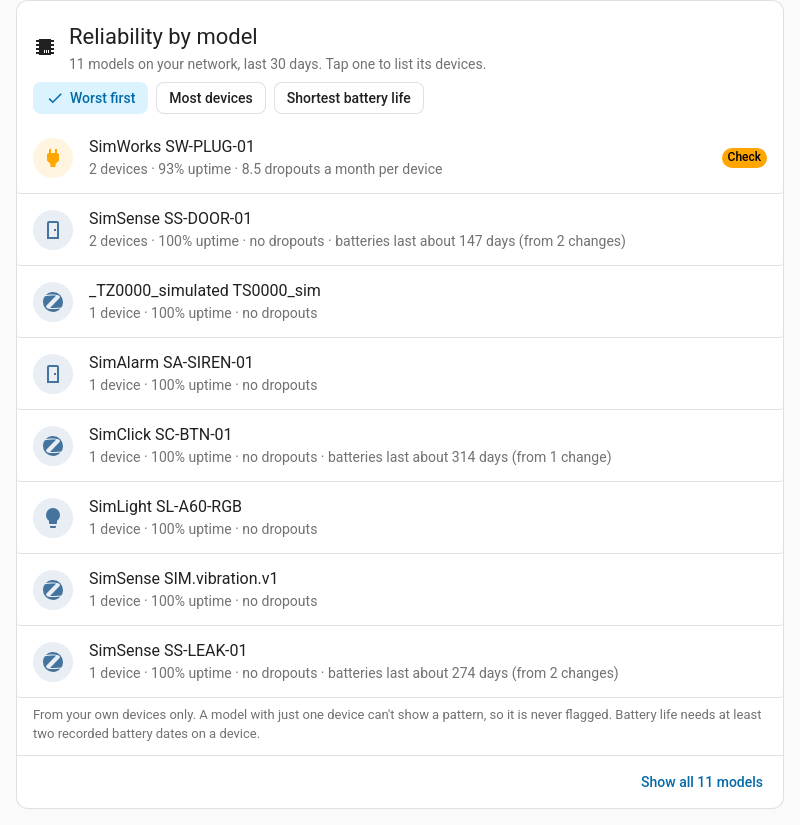 Reliability by model
11 models on your network, last 30 days. Tap one to list its devices.
Worst first
Most devices
Shortest battery life
SimWorks SW-PLUG-01
2 devices · 93% uptime · 8.5 dropouts a month per device
Check
SimSense SS-DOOR-01
2 devices · 100% uptime · no dropouts · batteries last about 147 days (from 2 changes)
_TZ0000_simulated TS0000_sim
1 device · 100% uptime · no dropouts
SimAlarm SA-SIREN-01
1 device · 100% uptime · no dropouts
SimClick SC-BTN-01
1 device · 100% uptime · no dropouts · batteries last about 314 days (from 1 change)
SimLight SL-A60-RGB
1 device · 100% uptime · no dropouts
SimSense SIM.vibration.v1
1 device · 100% uptime · no dropouts
SimSense SS-LEAK-01
1 device · 100% uptime · no dropouts · batteries last about 274 days (from 2 changes)
From your own devices only. A model with just one device can't show a pattern, so it is never flagged. Battery life needs at least
two recorded battery dates on a device.
Show all 11 models